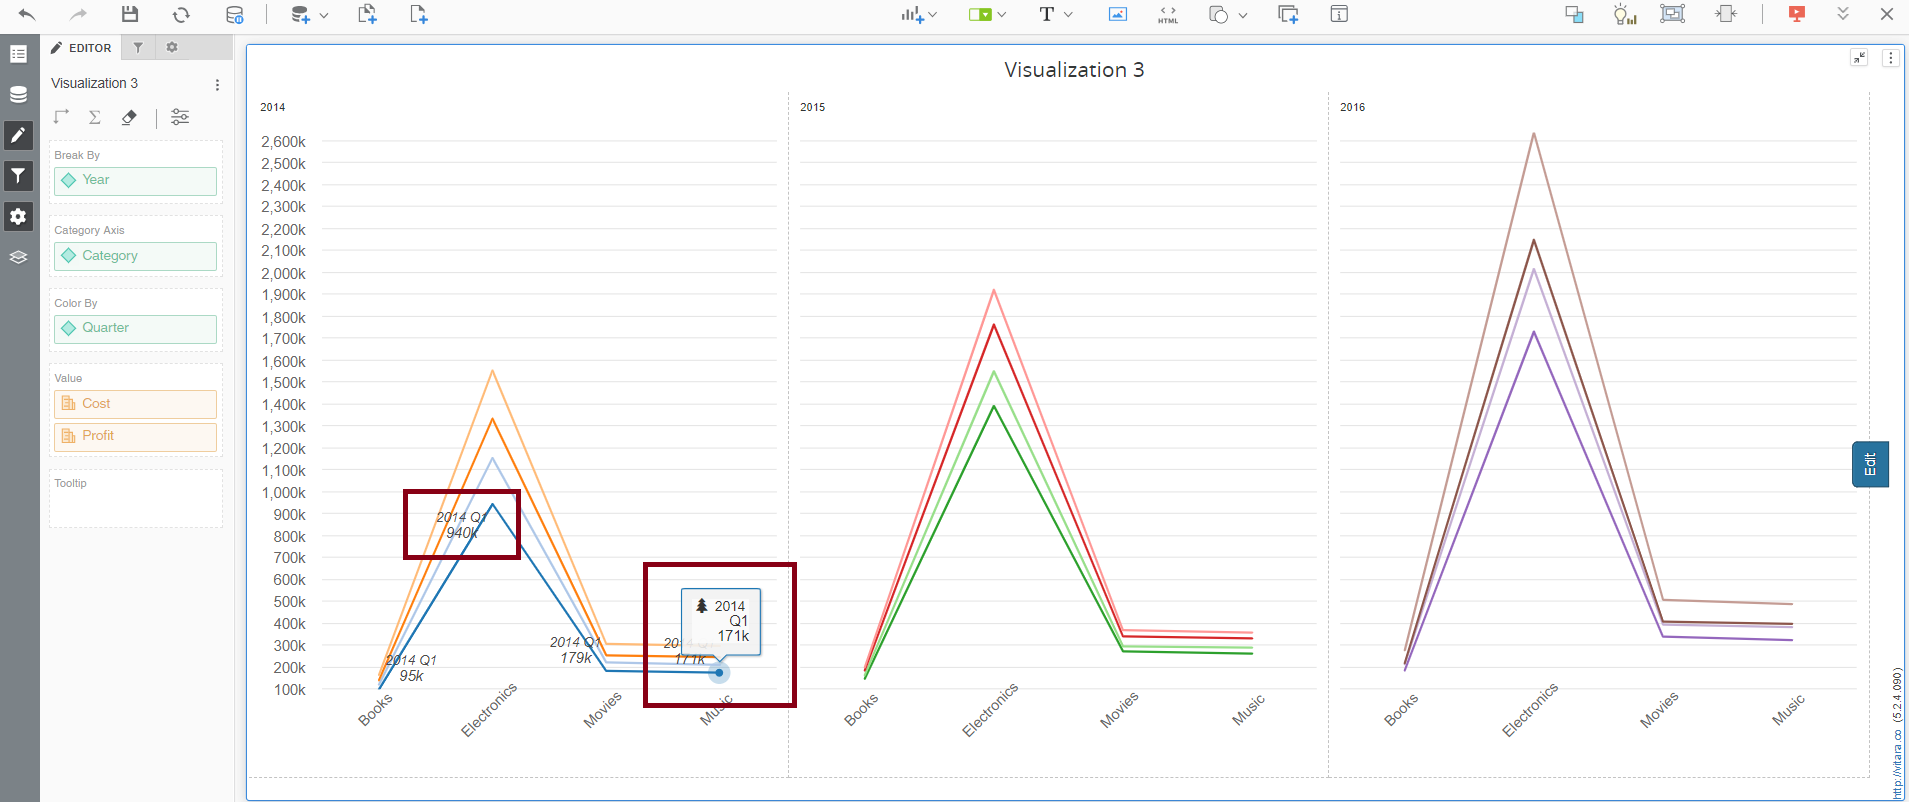 HTML
EDITOR
Visualization 3
Break By
Year
Category Axis
Category
Color By
Quarter
Value
Cost
Profit
Tooltip
Visualization 3
2014
2015
2016
2,600k
2,500k
2,400k
2,300k
2,200k
2,100k
2,000k
1,900k
1,800k
1,700k
1,600k
1,500k
1,400k
1,300k
1,200k
1,100k
1,000k
900k
800k
700k
600k
500k
400k
300k
200k
100k
2014 Q1
940k
2014 Q1
95k
2014 Q1
179k
2014
Q1
171k
171k
Books
Electronics
Movies
Music
Books
Electronics
Movies
Music
Books
Electronics
Movies
Music
Edit
http://vitara.co (5.2.4.090)